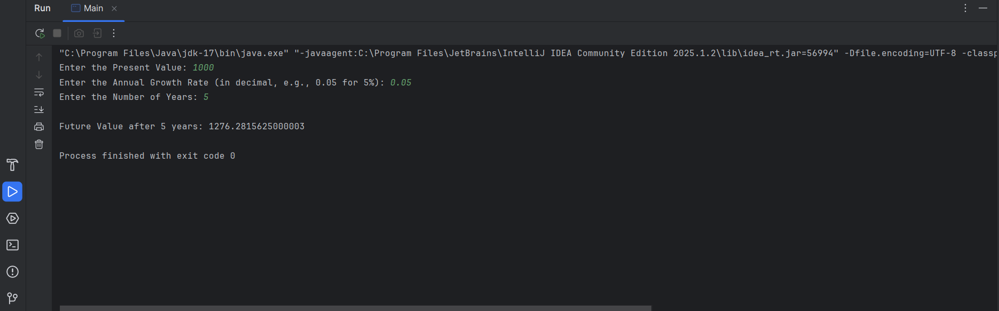 Run Main
"C:\Program Files\Java\jdk-17\bin\java.exe" "-javaagent:C:\Program Files\JetBrains\IntelliJ IDEA Community Edition 2025.1.2\lib\idea_rt.jar=56994" -Dfile.encoding=UTF-8 -classp
Enter the Present Value: 1000
Enter the Annual Growth Rate (in decimal, e.g., 0.05 for 5%): 0.05
Enter the Number of Years: 5
Future Value after 5 years: 1276.2815625000003
Process finished with exit code 0